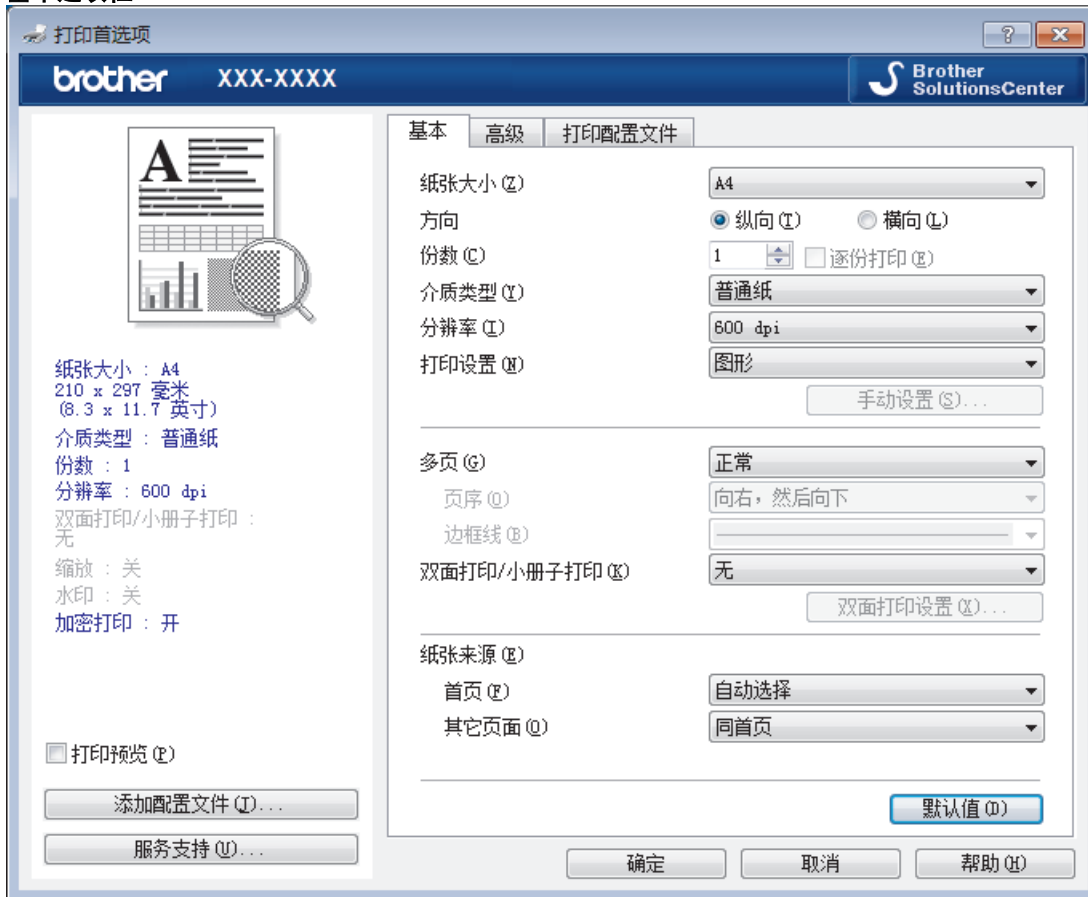 打印首选项
brother XXX-XXXX
Brother
SolutionsCenter
A
纸张大小 : A4
210 x 297 毫米
(8.3 x 11.7 英寸)
介质类型 : 普通纸
份数 : 1
分辨率 : 600 dpi
双面打印/小册子打印 :
无
缩放 : 关
水印 : 关
加密打印 : 开
打印预览(P)
添加配置文件(J)...
服务支持(U)...
基本 高级 打印配置文件
纸张大小(Z) A4
方向 纵向(T) 横向(L)
份数(C) 1 逐份打印(E)
介质类型(Y) 普通纸
分辨率(I) 600 dpi
打印设置(N) 图形
手动设置(S)...
多页(G) 正常
页序(O) 向右，然后向下
边框线(B)
双面打印/小册子打印(K) 无
双面打印设置(X)...
纸张来源(E)
首页(F) 自动选择
其它页面(O) 同首页
默认值(D)
确定 取消 帮助(H)